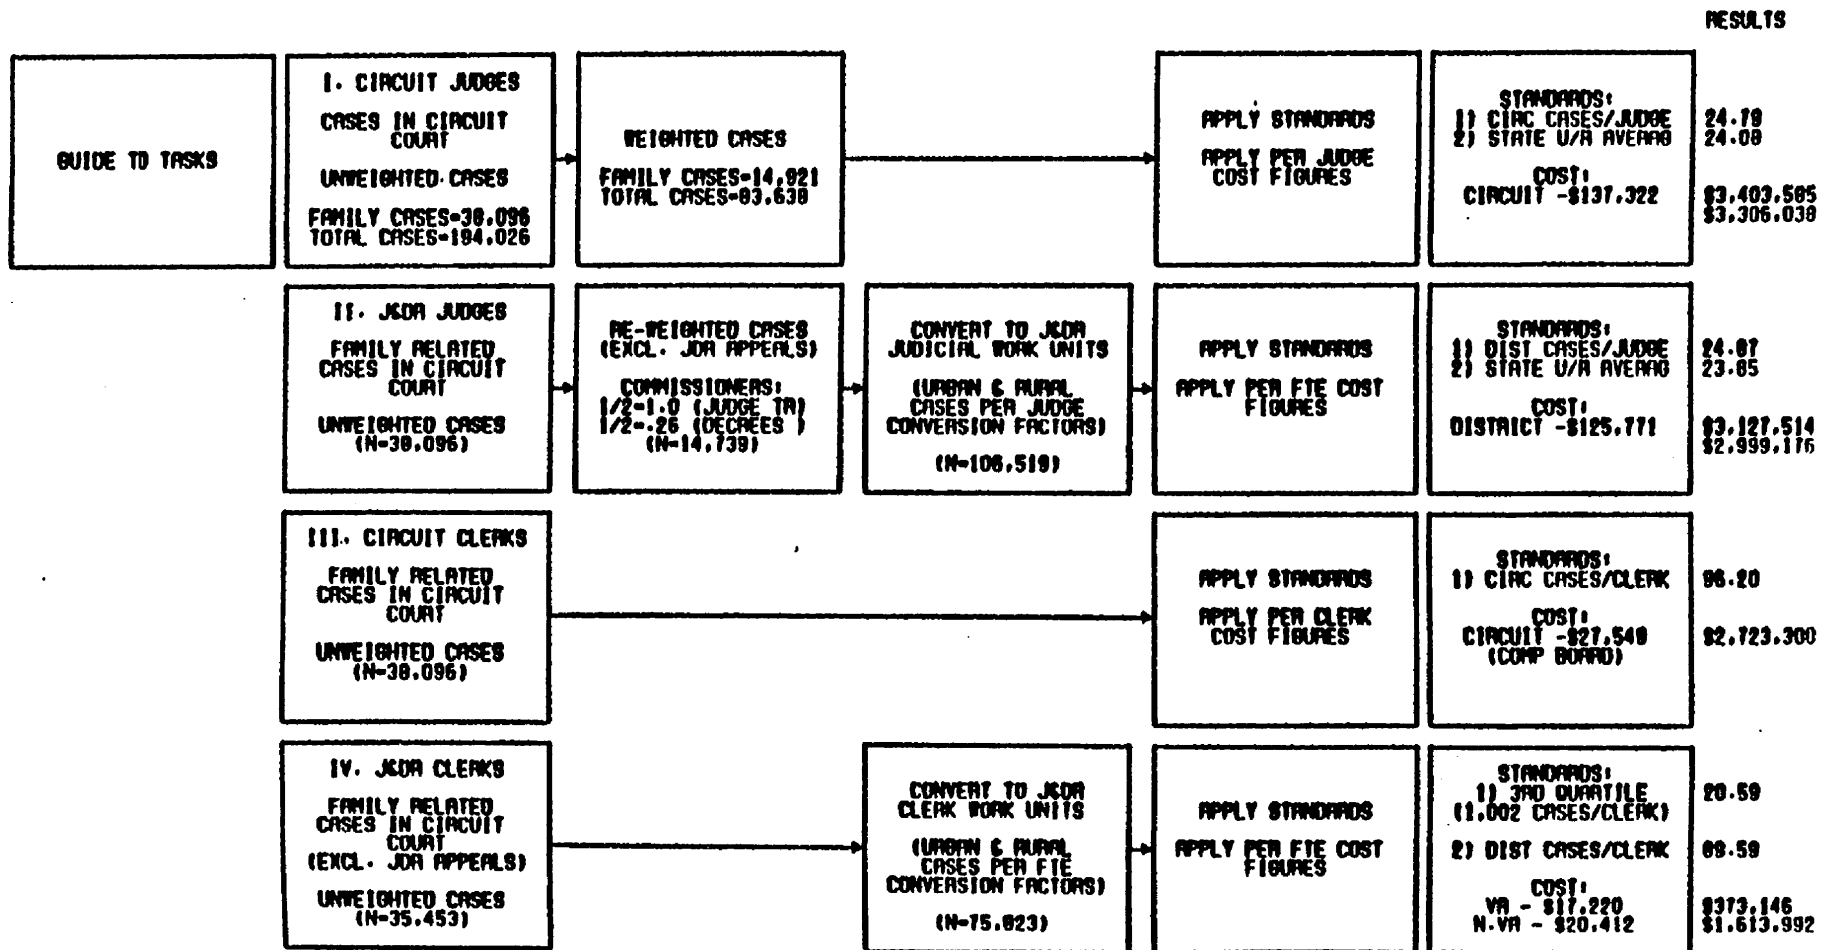 RESULTS
GUIDE TO TASKS
I. CIRCUIT JUDGES
CASES IN CIRCUIT
COURT
UNWEIGHTED CASES
FAMILY CASES=38,096
TOTAL CASES=194,026
WEIGHTED CASES
FAMILY CASES=14,921
TOTAL CASES=83,638
APPLY STANDARDS
APPLY PER JUDGE
COST FIGURES
STANDARDS:
1) CIRC CASES/JUDGE
2) STATE U/R AVERAG
COST:
CIRCUIT -$137,322
24.79
24.08
$3,403,585
$3,306,038
II. J&DR JUDGES
FAMILY RELATED
CASES IN CIRCUIT
COURT
UNWEIGHTED CASES
(N=38,096)
RE-WEIGHTED CASES
(EXCL. JDR APPEALS)
COMMISSIONERS:
1/2=1.0 (JUDGE TR)
1/2=.26 (DECREES )
(N=14,739)
CONVERT TO J&DR
JUDICIAL WORK UNITS
(URBAN & RURAL
CASES PER JUDGE
CONVERSION FACTORS)
(N=106,519)
APPLY STANDARDS
APPLY PER FTE COST
FIGURES
STANDARDS:
1) DIST CASES/JUDGE
2) STATE U/R AVERAG
COST:
DISTRICT -$125,771
24.87
23.85
$3,127,514
$2,999,176
III. CIRCUIT CLERKS
FAMILY RELATED
CASES IN CIRCUIT
COURT
UNWEIGHTED CASES
(N=38,096)
APPLY STANDARDS
APPLY PER CLERK
COST FIGURES
STANDARDS:
1) CIRC CASES/CLERK
COST:
CIRCUIT -$27,548
(COMP BOARD)
98.20
$2,723,300
IV. J&DR CLERKS
FAMILY RELATED
CASES IN CIRCUIT
COURT
(EXCL. JDR APPEALS)
UNWEIGHTED CASES
(N=35,453)
CONVERT TO J&DR
CLERK WORK UNITS
(URBAN & RURAL
CASES PER FTE
CONVERSION FACTORS)
(N=75,823)
APPLY STANDARDS
APPLY PER FTE COST
FIGURES
STANDARDS:
1) 3RD QUARTILE
(1,002 CASES/CLERK)
2) DIST CASES/CLERK
COST:
VA - $17,220
N.VA - $20,412
20.59
89.59
$373,146
$1,613,992